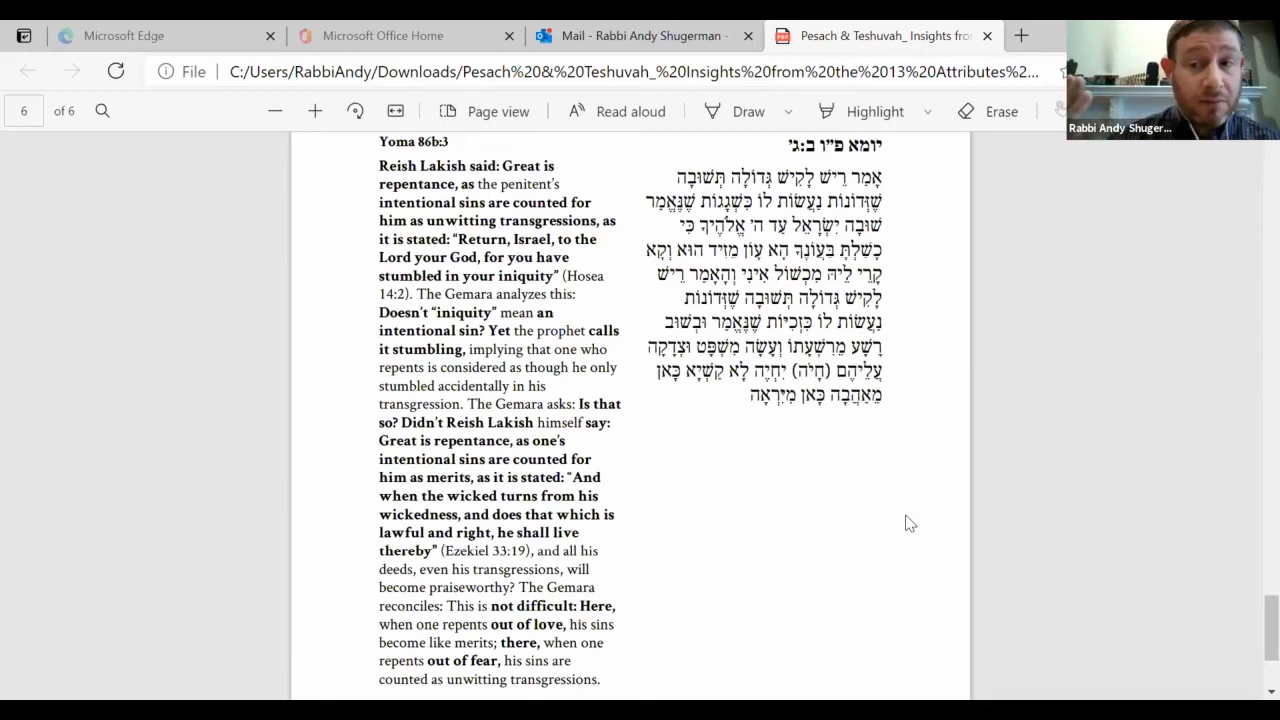 Microsoft Edge
Microsoft Office Home
Mail - Rabbi Andy Shugerman -
Pesach & Teshuvah_ Insights fro
File
C:/Users/RabbiAndy/Downloads/Pesach%20&%20Teshuvah_%20Insights%20from%20the%2013%20Attributes%2...
6 of 6
Page view
Read aloud
Draw
Highlight
Erase
Rabbi Andy Shuger...
Yoma 86b:3
Reish Lakish said: Great is
repentance, as the penitent’s
intentional sins are counted for
him as unwitting transgressions, as
it is stated: “Return, Israel, to the
Lord your God, for you have
stumbled in your iniquity” (Hosea
14:2). The Gemara analyzes this:
Doesn’t “iniquity” mean an
intentional sin? Yet the prophet calls
it stumbling, implying that one who
repents is considered as though he only
stumbled accidentally in his
transgression. The Gemara asks: Is that
so? Didn’t Reish Lakish himself say:
Great is repentance, as one’s
intentional sins are counted for
him as merits, as it is stated: “And
when the wicked turns from his
wickedness, and does that which is
lawful and right, he shall live
thereby” (Ezekiel 33:19), and all his
deeds, even his transgressions, will
become praiseworthy? The Gemara
reconciles: This is not difficult: Here,
when one repents out of love, his sins
become like merits; there, when one
repents out of fear, his sins are
counted as unwitting transgressions.
יומא פ״ו ב:ג׳
אָמַר רֵישׁ לָקִישׁ גְּדוֹלָה תְּשׁוּבָה
שֶׁזְּדוֹנוֹת נַעֲשׂוֹת לוֹ כִּשְׁגָגוֹת שֶׁנֶּאֱמַר
שׁוּבָה יִשְׂרָאֵל עַד ה׳ אֱלֹהֶיךָ כִּי
כָשַׁלְתָּ בַּעֲוֹנֶךָ הָא עָוֹן מֵזִיד הוּא וְקָא
קָרֵי לֵיהּ מִכְשׁוֹל אִינִי וְהָאָמַר רֵישׁ
לָקִישׁ גְּדוֹלָה תְּשׁוּבָה שֶׁזְּדוֹנוֹת
נַעֲשׂוֹת לוֹ כִּזְכִיּוֹת שֶׁנֶּאֱמַר וּבְשׁוּב
רָשָׁע מֵרִשְׁעָתוֹ וְעָשָׂה מִשְׁפָּט וּצְדָקָה
עֲלֵיהֶם (חָיֹה) יִחְיֶה לָא קַשְׁיָא כָּאן
מֵאַהֲבָה כָּאן מִיִּרְאָה